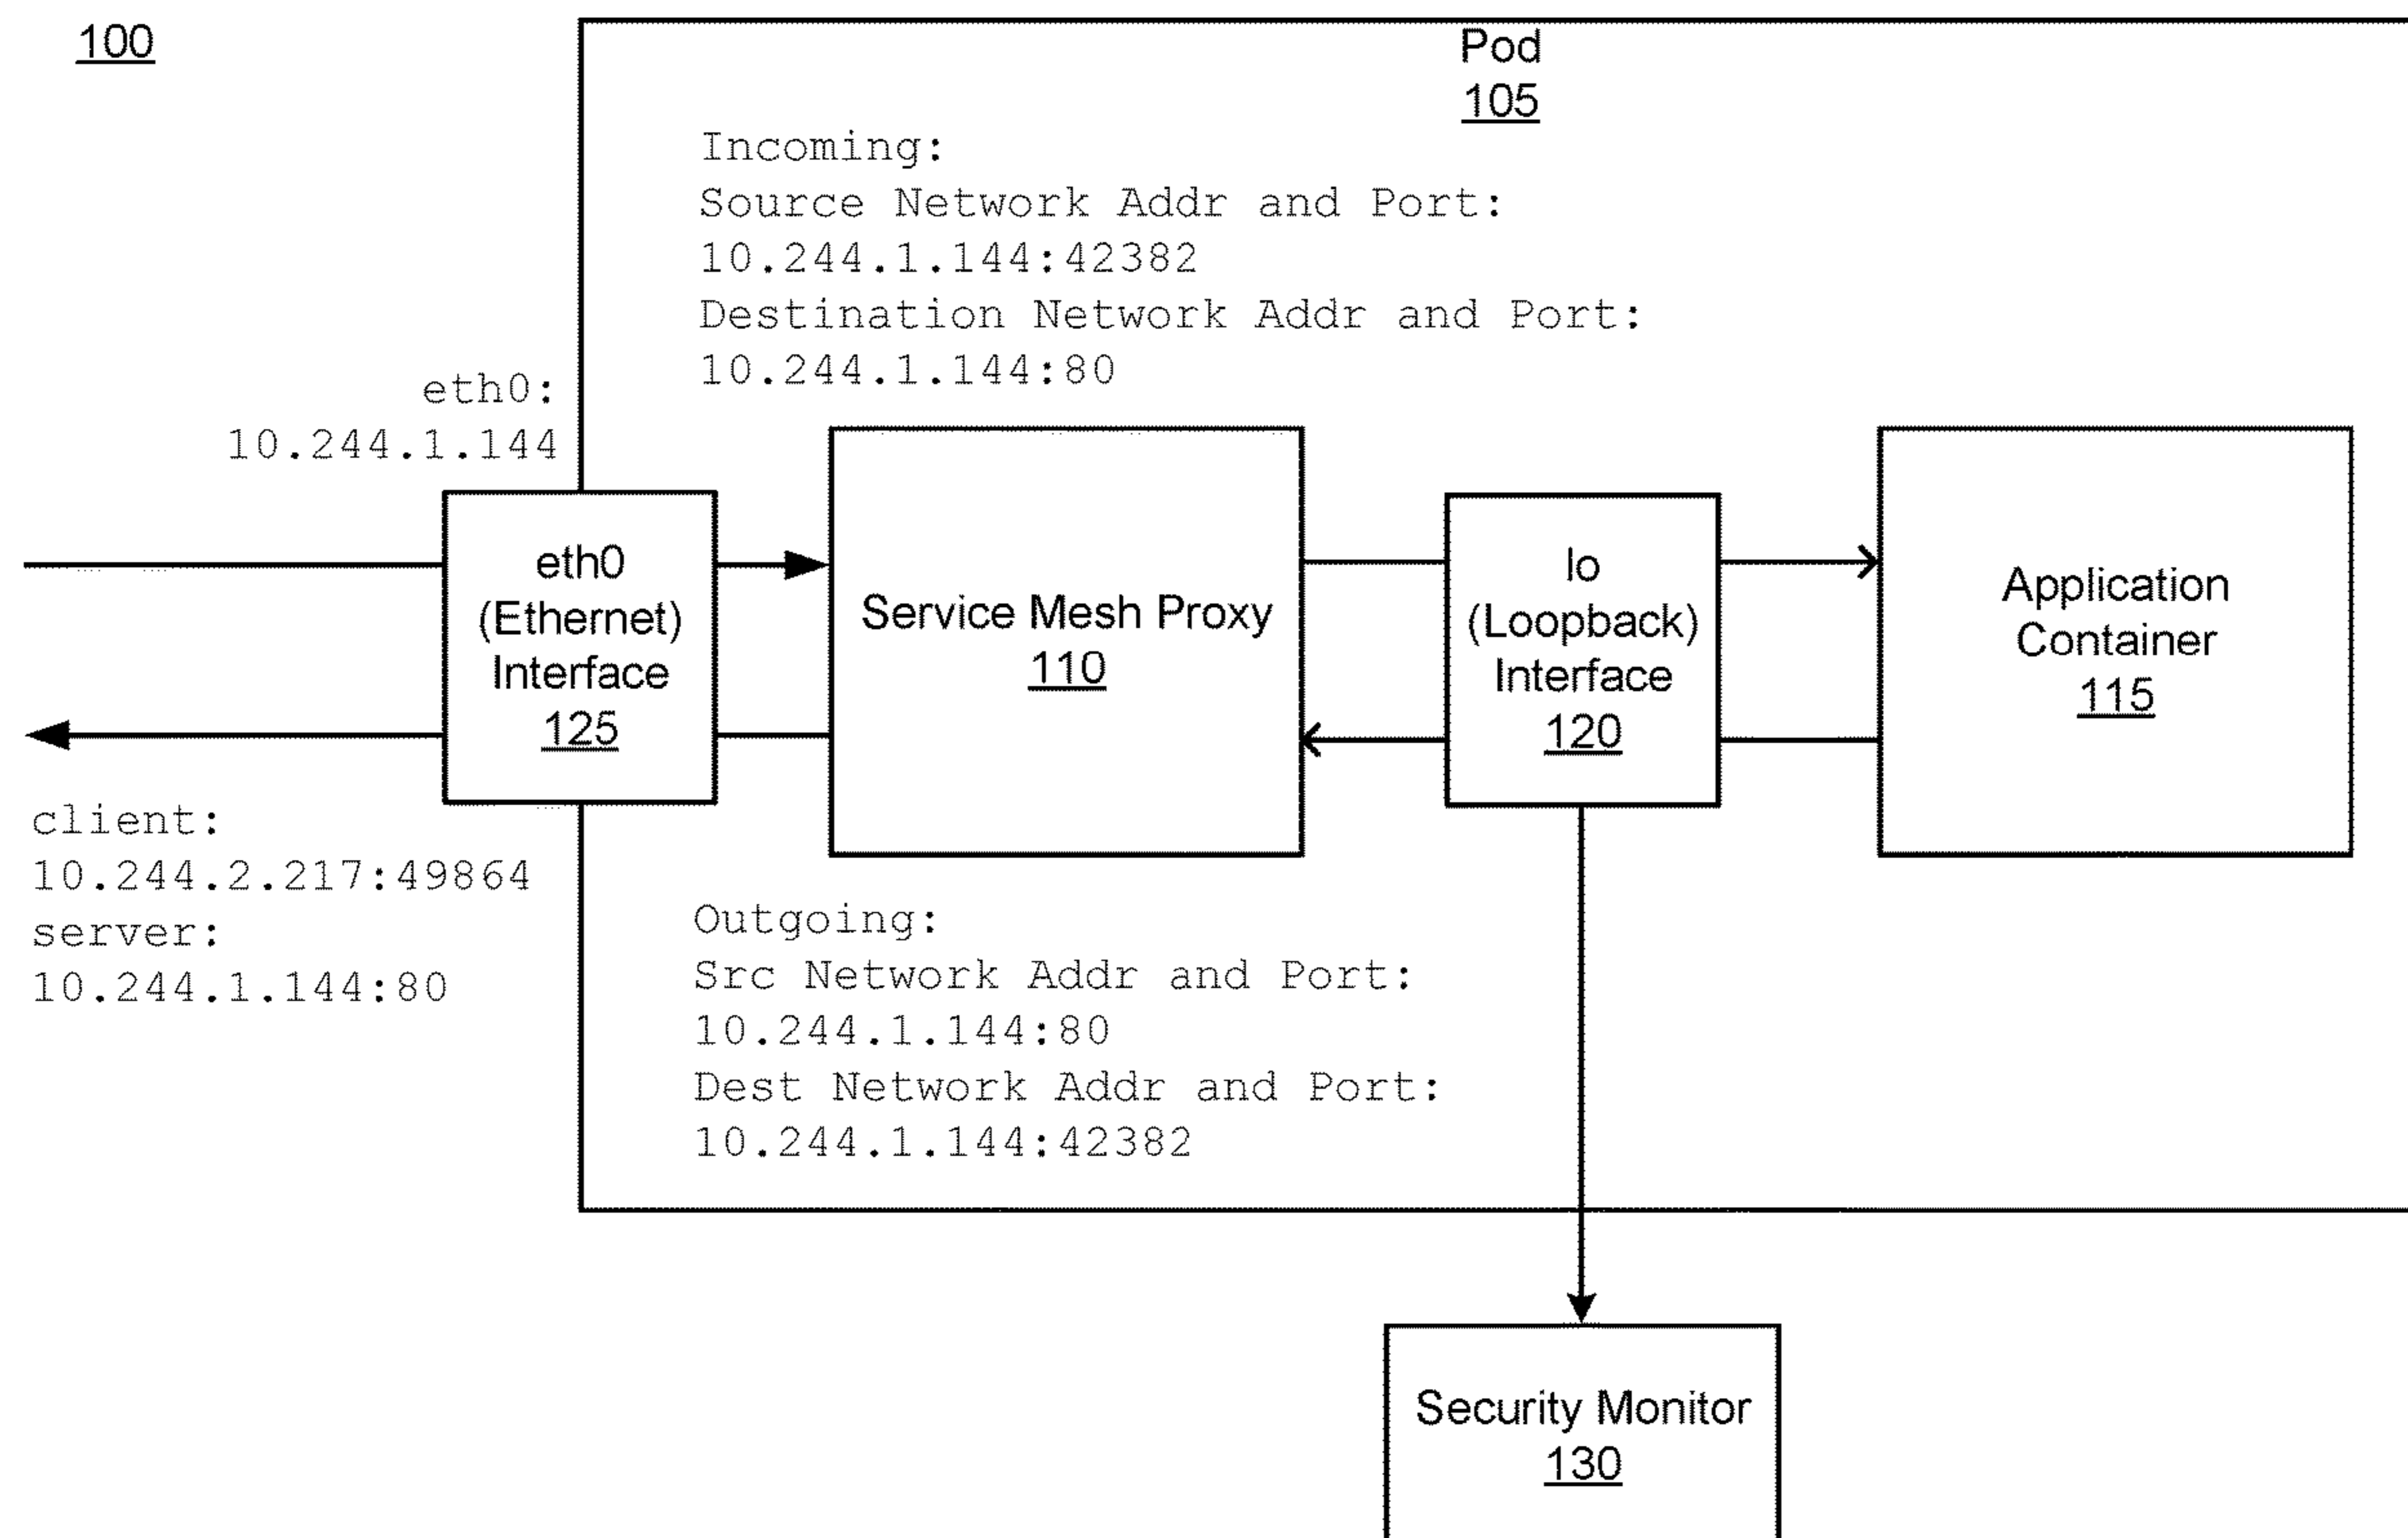 100
Pod
105
Incoming:
Source Network Addr and Port:
10.244.1.144:42382
Destination Network Addr and Port:
10.244.1.144:80
eth0:
10.244.1.144
eth0
(Ethernet)
Interface
125
Service Mesh Proxy
110
lo
(Loopback)
Interface
120
Application
Container
115
client:
10.244.2.217:49864
server:
10.244.1.144:80
Outgoing:
Src Network Addr and Port:
10.244.1.144:80
Dest Network Addr and Port:
10.244.1.144:42382
Security Monitor
130